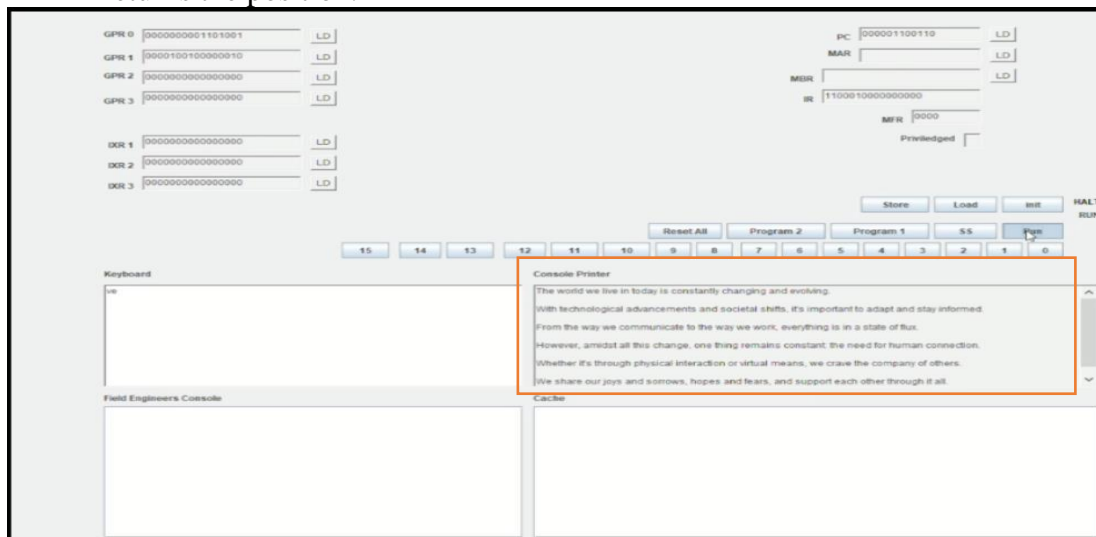 GPR 0 0000000001101001 LD
PC 000001100110 LD
GPR 1 0000100100000010 LD
MAR LD
GPR 2 0000000000000000 LD
MBR LD
GPR 3 0000000000000000 LD
IR 1100010000000000
MFR 0000
IXR 1 0000000000000000 LD
Priviledged
IXR 2 0000000000000000 LD
IXR 3 0000000000000000 LD
Store Load Init HALT
RUN
Reset All Program 2 Program 1 SS Run
15 14 13 12 11 10 9 8 7 6 5 4 3 2 1 0
Keyboard
ve
Console Printer
The world we live in today is constantly changing and evolving.
With technological advancements and societal shifts, it's important to adapt and stay informed.
From the way we communicate to the way we work, everything is in a state of flux.
However, amidst all this change, one thing remains constant: the need for human connection.
Whether it's through physical interaction or virtual means, we crave the company of others.
We share our joys and sorrows, hopes and fears, and support each other through it all.
Field Engineers Console
Cache